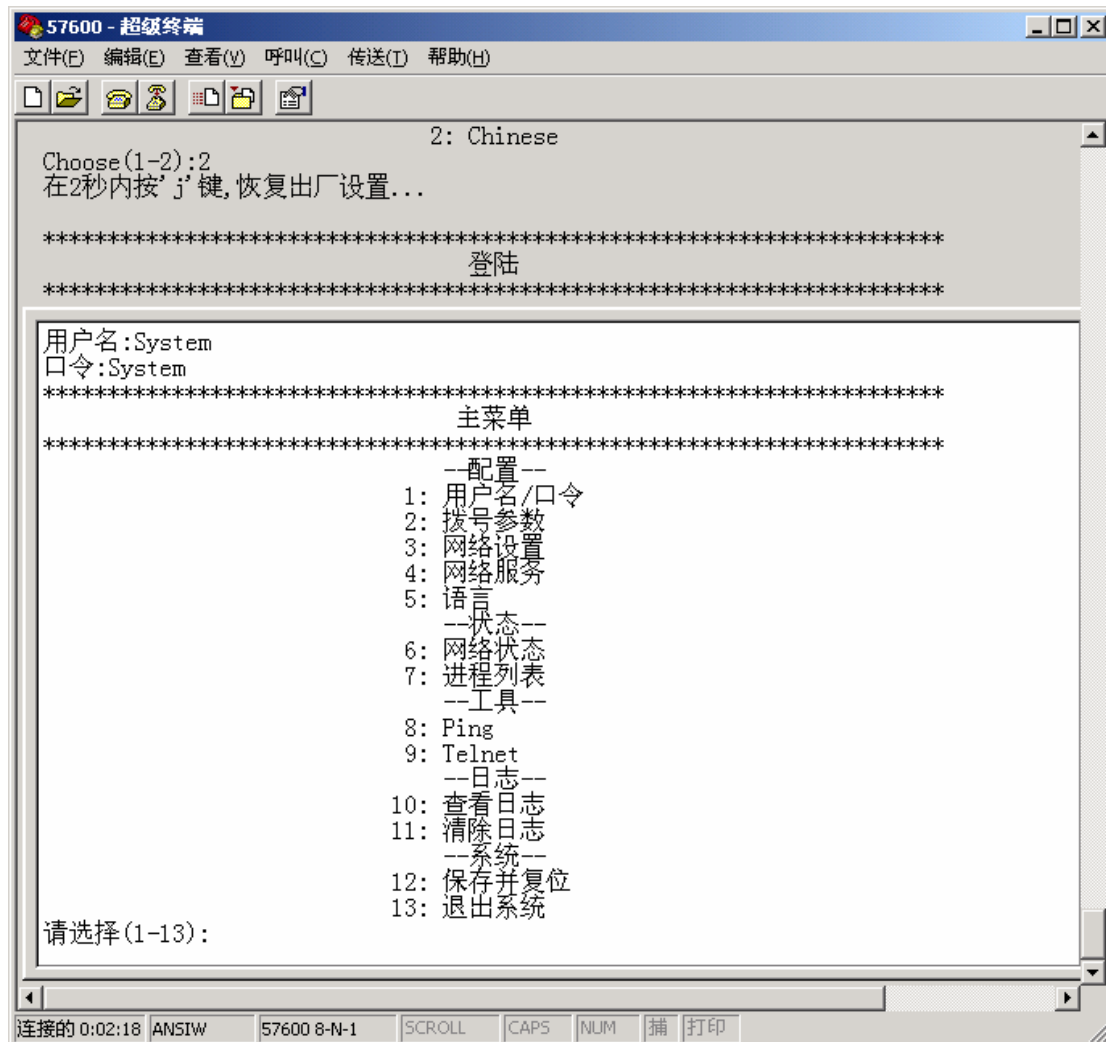 57600 - 超级终端
文件(F) 编辑(E) 查看(V) 呼叫(C) 传送(T) 帮助(H)
2: Chinese
Choose(1-2):2
在2秒内按'j'键,恢复出厂设置...
**********************************************************************
登陆
**********************************************************************
用户名:System
口令:System
**********************************************************************
主菜单
**********************************************************************
--配置--
1: 用户名/口令
2: 拨号参数
3: 网络设置
4: 网络服务
5: 语言
--状态--
6: 网络状态
7: 进程列表
--工具--
8: Ping
9: Telnet
--日志--
10: 查看日志
11: 清除日志
--系统--
12: 保存并复位
13: 退出系统
请选择(1-13):
连接的 0:02:18 ANSIW 57600 8-N-1 SCROLL CAPS NUM 捕 打印